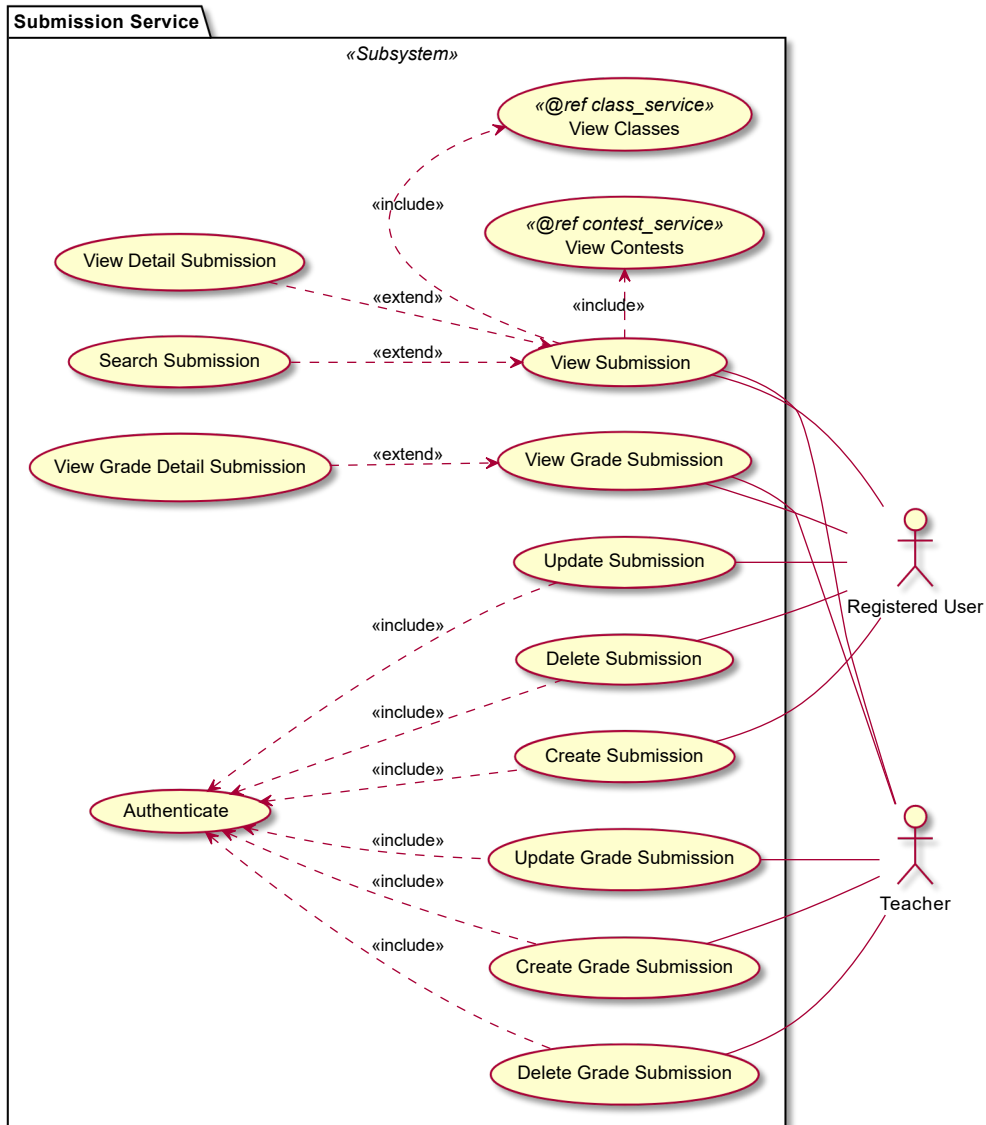 Submission Service
«Subsystem»
«@ref class_service»
View Classes
«include»
«@ref contest_service»
View Contests
View Detail Submission
«extend»
«include»
Search Submission
«extend»
View Submission
View Grade Detail Submission
«extend»
View Grade Submission
Update Submission
Registered User
«include»
Delete Submission
«include»
Create Submission
«include»
Authenticate
«include»
Update Grade Submission
«include»
Teacher
«include»
Create Grade Submission
Delete Grade Submission